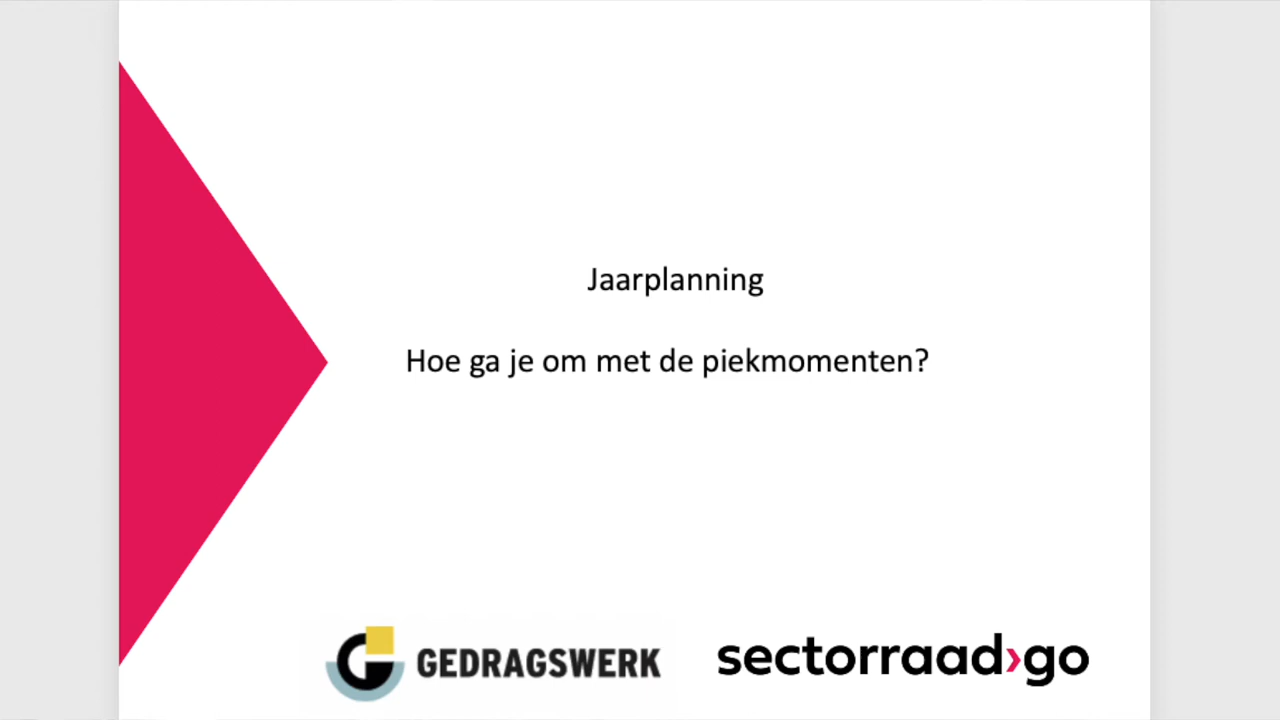 Jaarplanning
Hoe ga je om met de piekmomenten?
GEDRAGSWERK
sectorraad›go